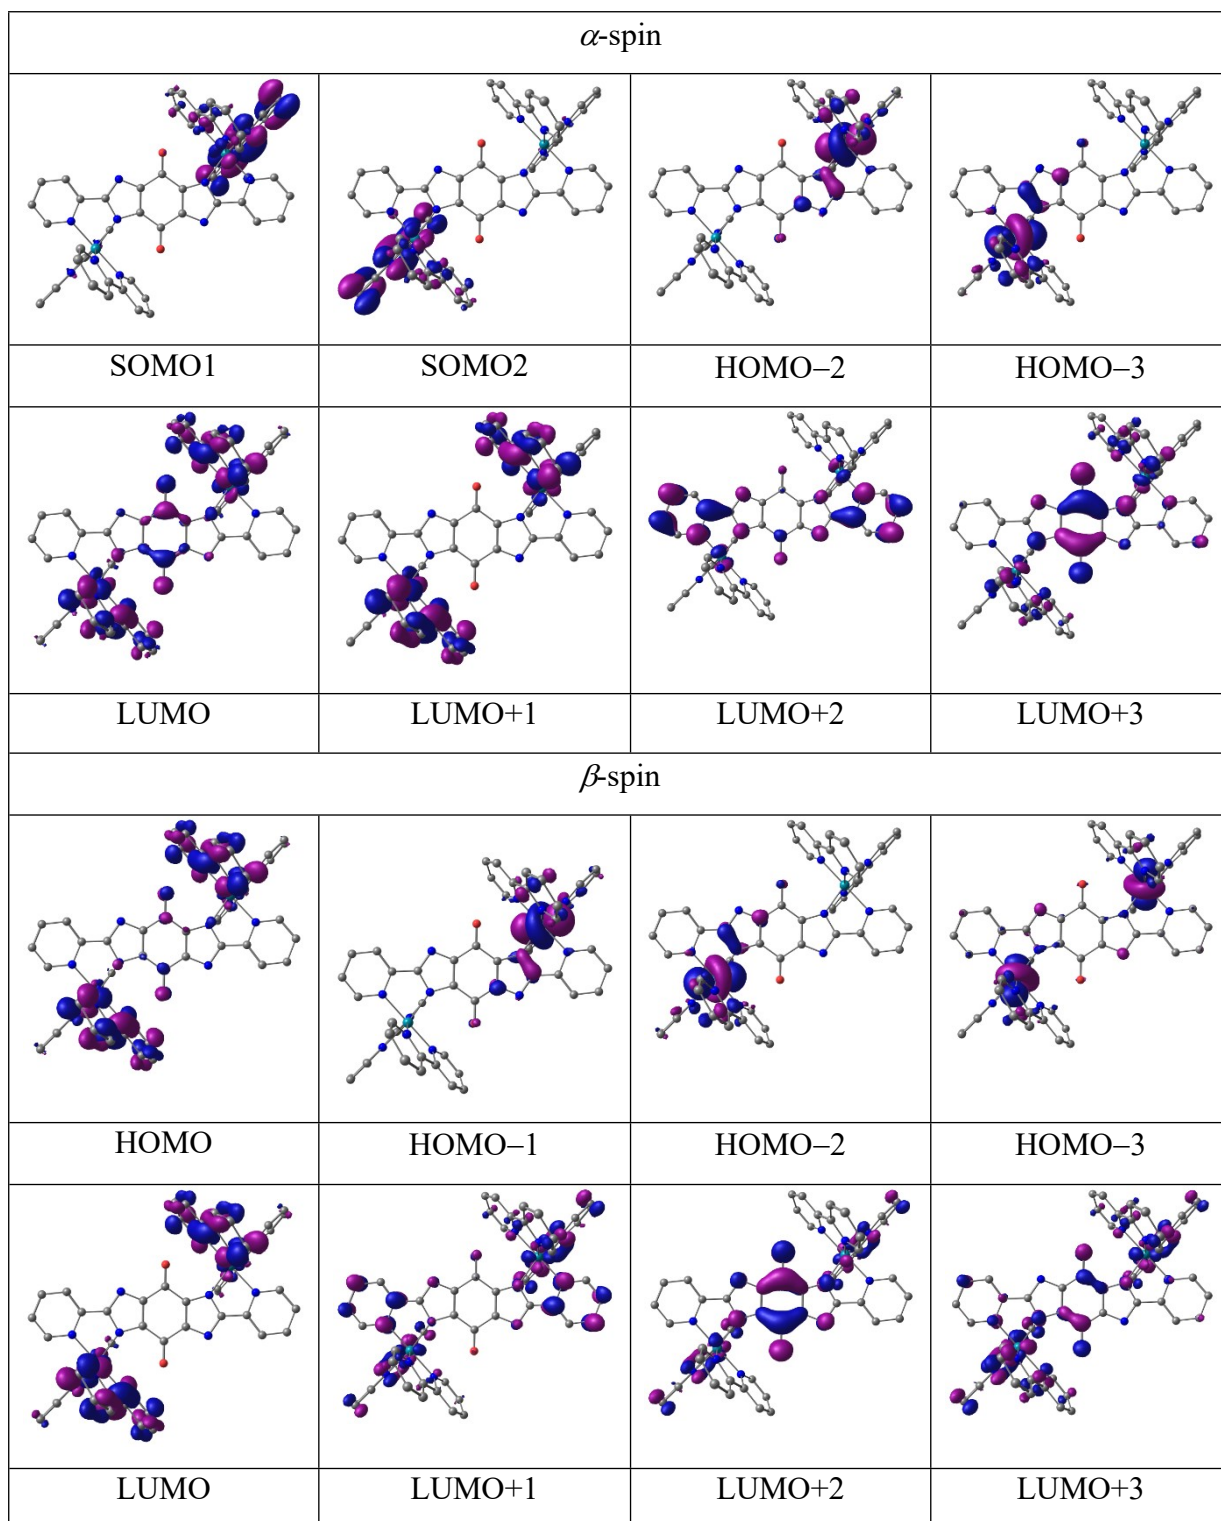 α-spin
SOMO1 SOMO2 HOMO–2 HOMO–3
LUMO LUMO+1 LUMO+2 LUMO+3
β-spin
HOMO HOMO–1 HOMO–2 HOMO–3
LUMO LUMO+1 LUMO+2 LUMO+3